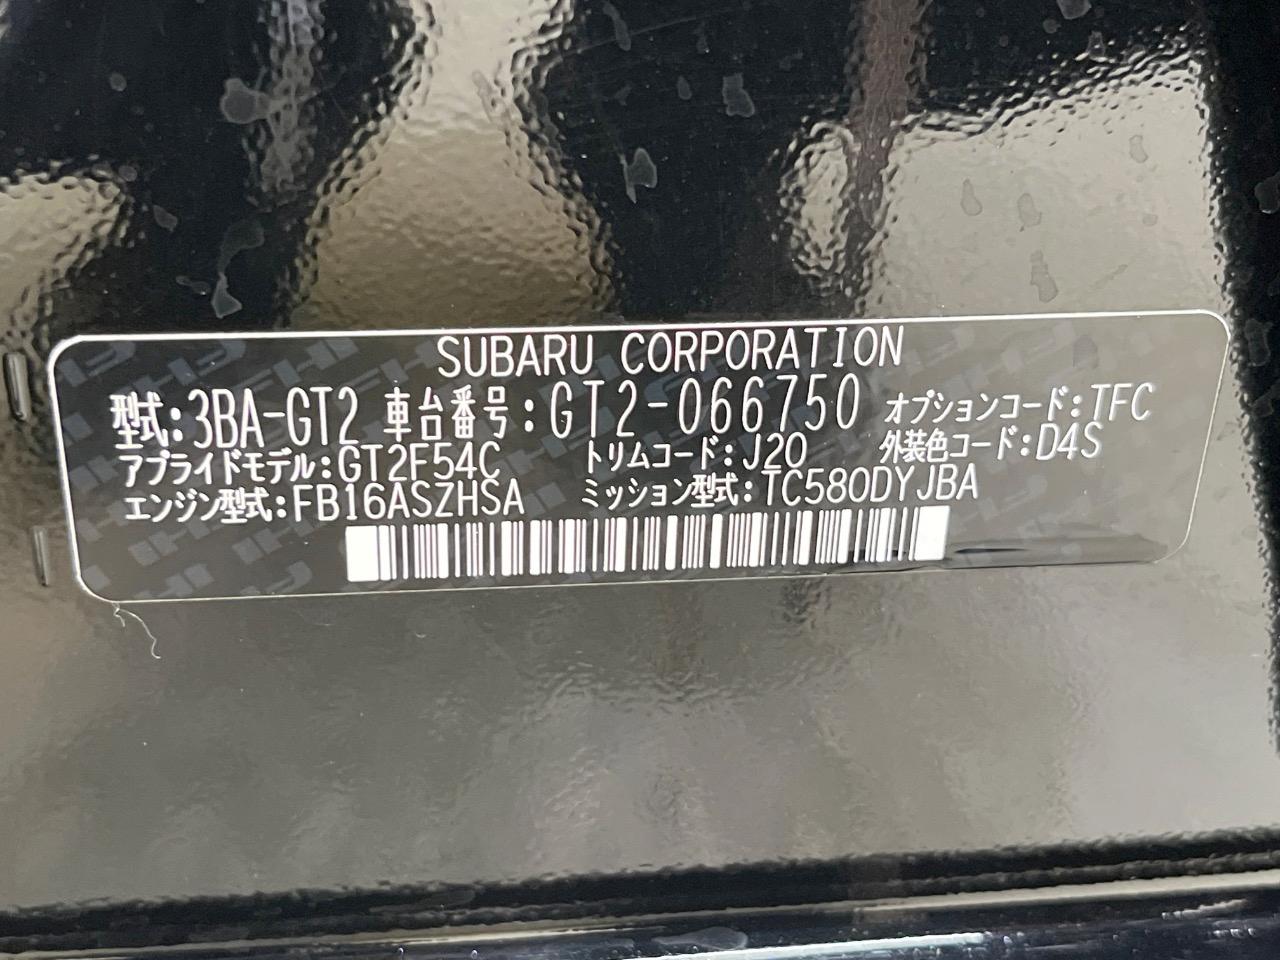 SUBARU CORPORATION
型式:3BA-GT2 車台番号:GT2-066750 オプションコード:TFC
アプライドモデル:GT2F54C トリムコード:J20 外装色コード:D4S
エンジン型式:FB16ASZHSA ミッション型式:TC580DYJBA